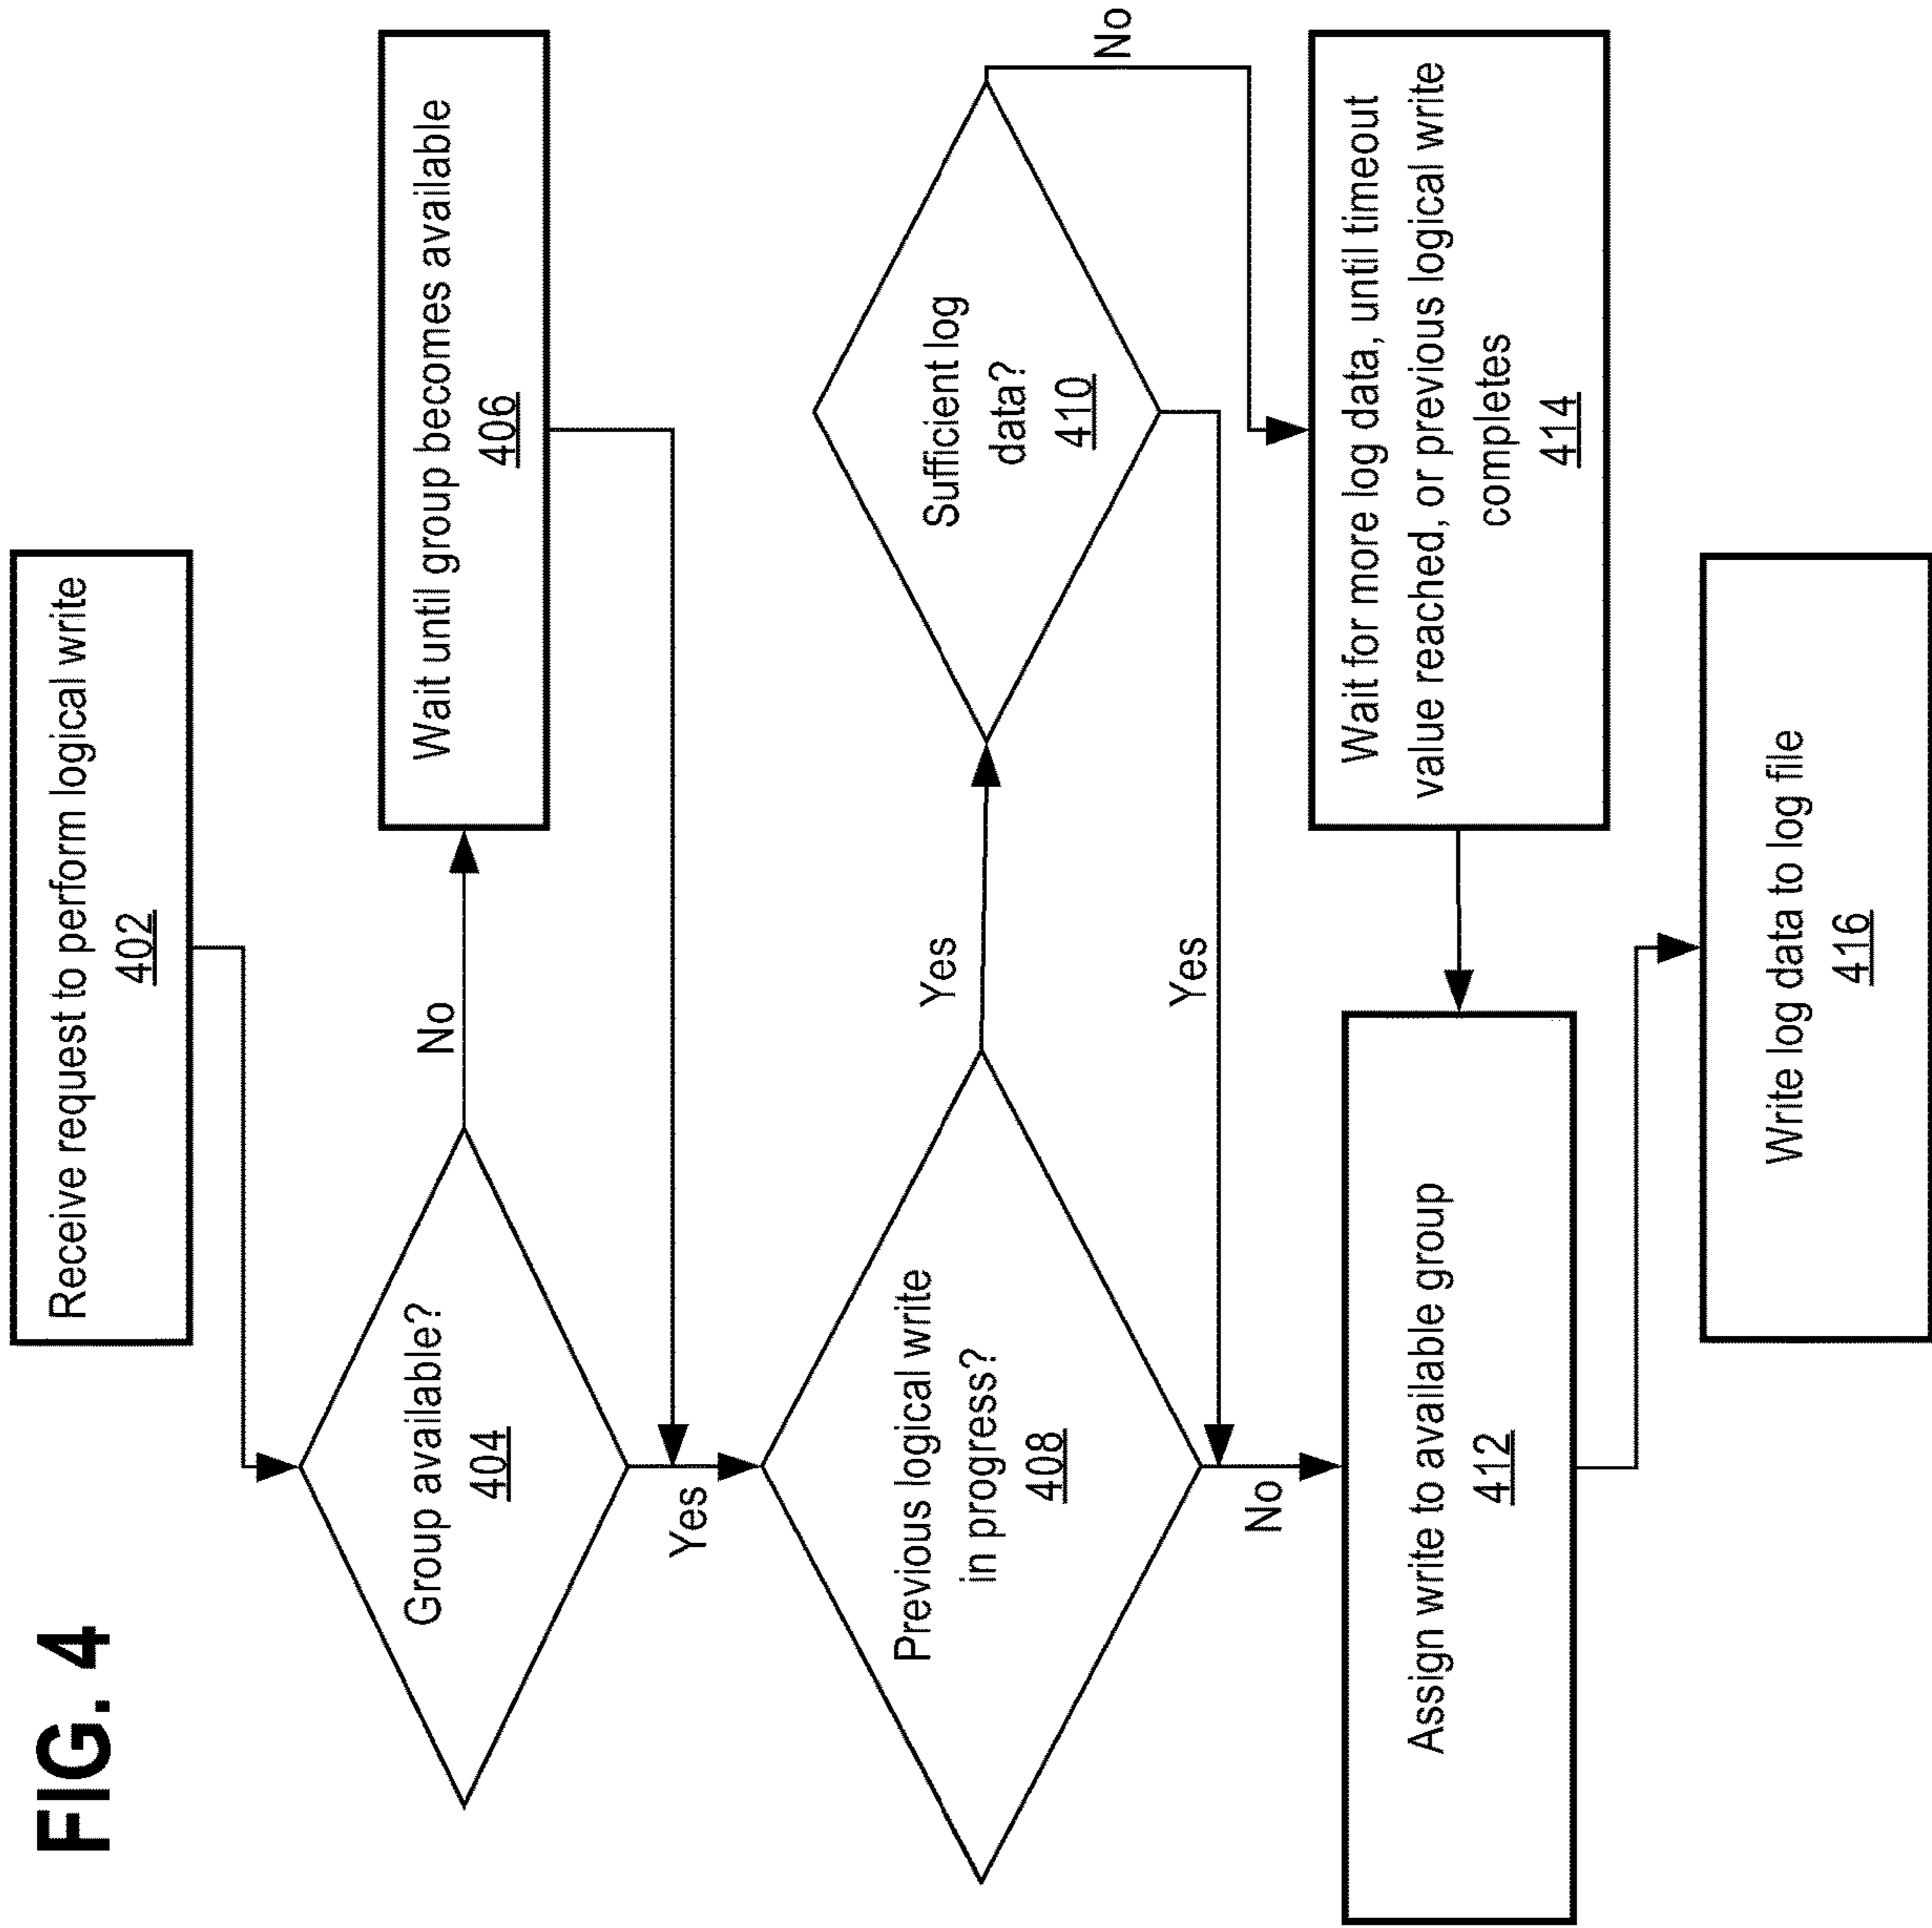 FIG. 4
Receive request to perform logical write
402
Group available?
404
No
Wait until group becomes available
406
Yes
Previous logical write
in progress?
408
Yes
Sufficient log
data?
410
No
Yes
No
Assign write to available group
412
Wait for more log data, until timeout
value reached, or previous logical write
completes
414
Write log data to log file
416